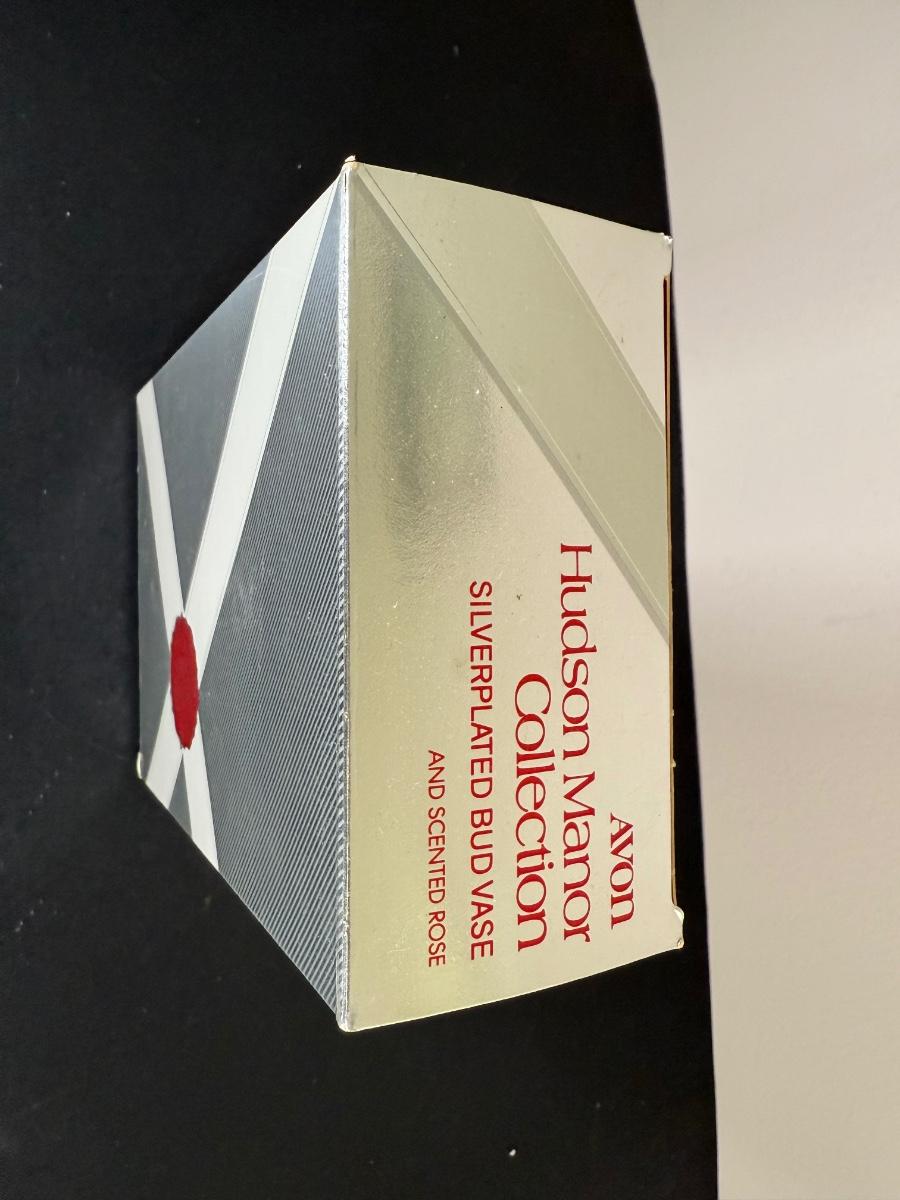 AVON
Hudson Manor
Collection
SILVERPLATED BUD VASE
AND SCENTED ROSE